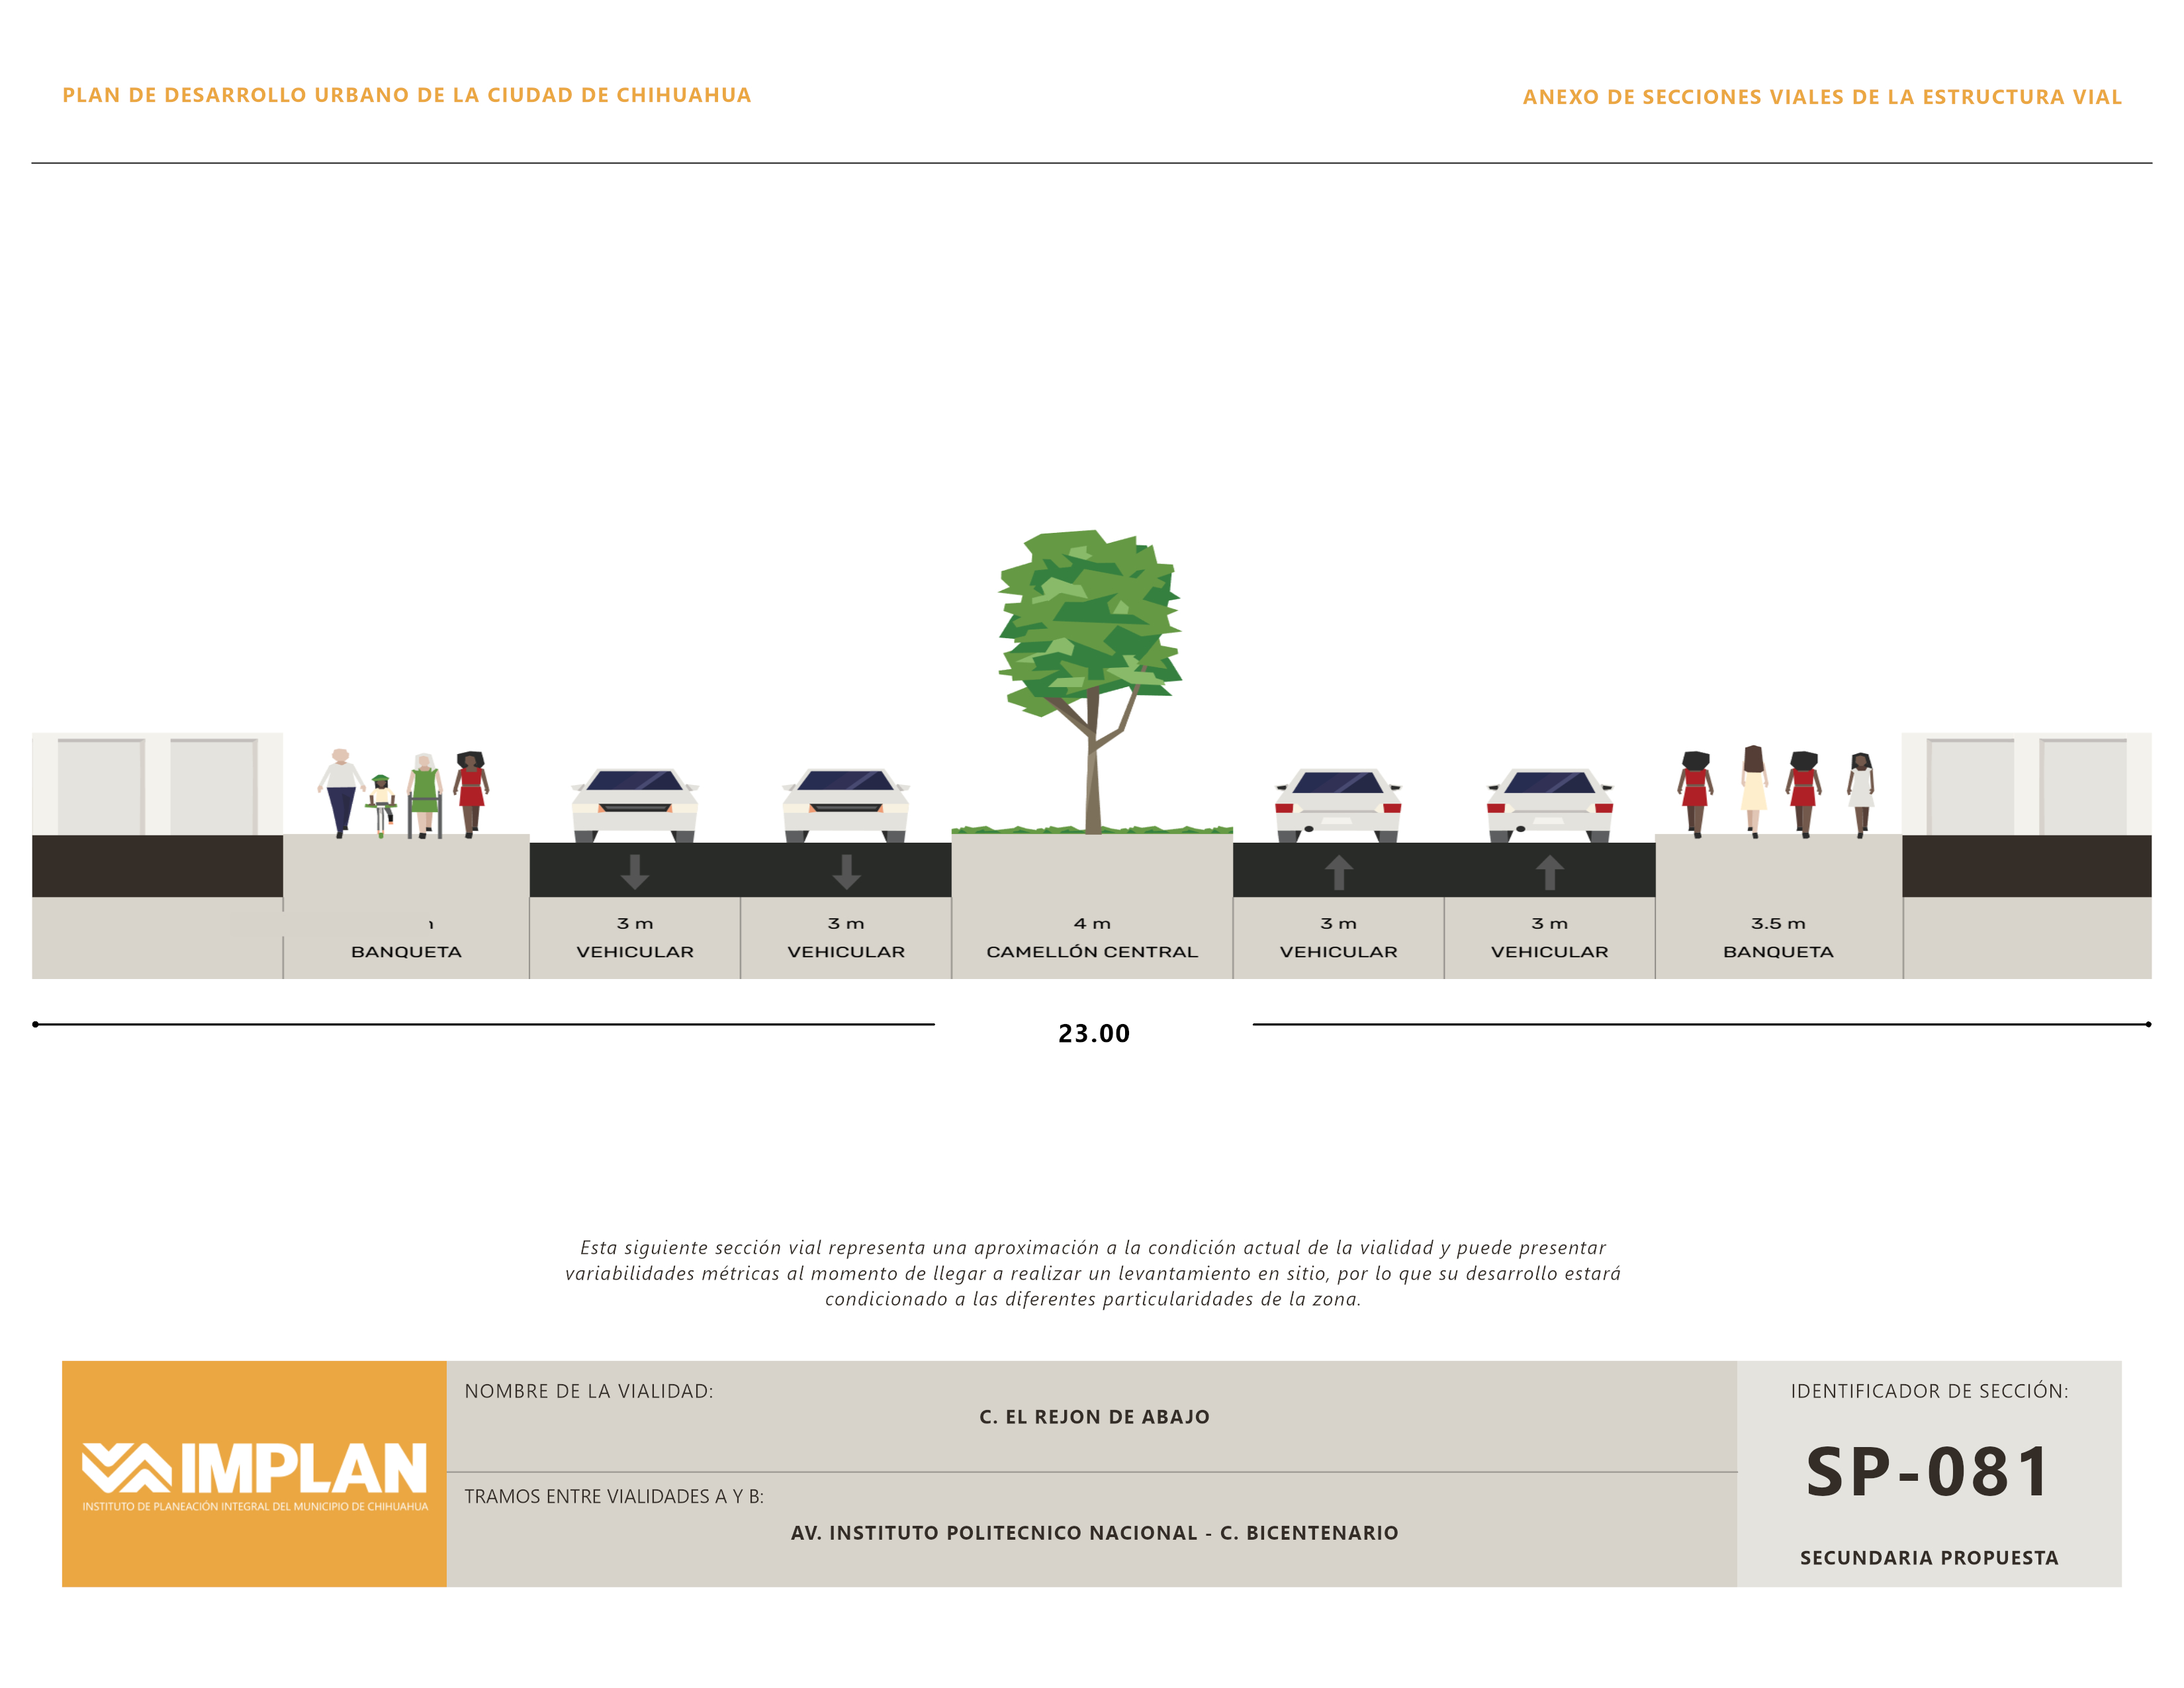 PLAN DE DESARROLLO URBANO DE LA CIUDAD DE CHIHUAHUA
ANEXO DE SECCIONES VIALES DE LA ESTRUCTURA VIAL
BANQUETA
3 m
VEHICULAR
3 m
VEHICULAR
4 m
CAMELLÓN CENTRAL
3 m
VEHICULAR
3 m
VEHICULAR
3.5 m
BANQUETA
23.00
Esta siguiente sección vial representa una aproximación a la condición actual de la vialidad y puede presentar
variabilidades métricas al momento de llegar a realizar un levantamiento en sitio, por lo que su desarrollo estará
condicionado a las diferentes particularidades de la zona.
IMPLAN
INSTITUTO DE PLANEACIÓN INTEGRAL DEL MUNICIPIO DE CHIHUAHUA
NOMBRE DE LA VIALIDAD:
C. EL REJON DE ABAJO
TRAMOS ENTRE VIALIDADES A Y B:
AV. INSTITUTO POLITECNICO NACIONAL - C. BICENTENARIO
IDENTIFICADOR DE SECCIÓN:
SP-081
SECUNDARIA PROPUESTA